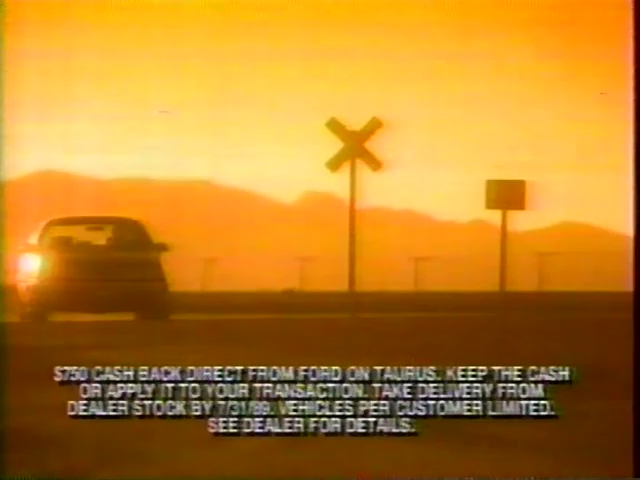 $750 CASH BACK DIRECT FROM FORD ON TAURUS. KEEP THE CASH
OR APPLY IT TO YOUR TRANSACTION. TAKE DELIVERY FROM
DEALER STOCK BY 7/31/89. VEHICLES PER CUSTOMER LIMITED.
SEE DEALER FOR DETAILS.